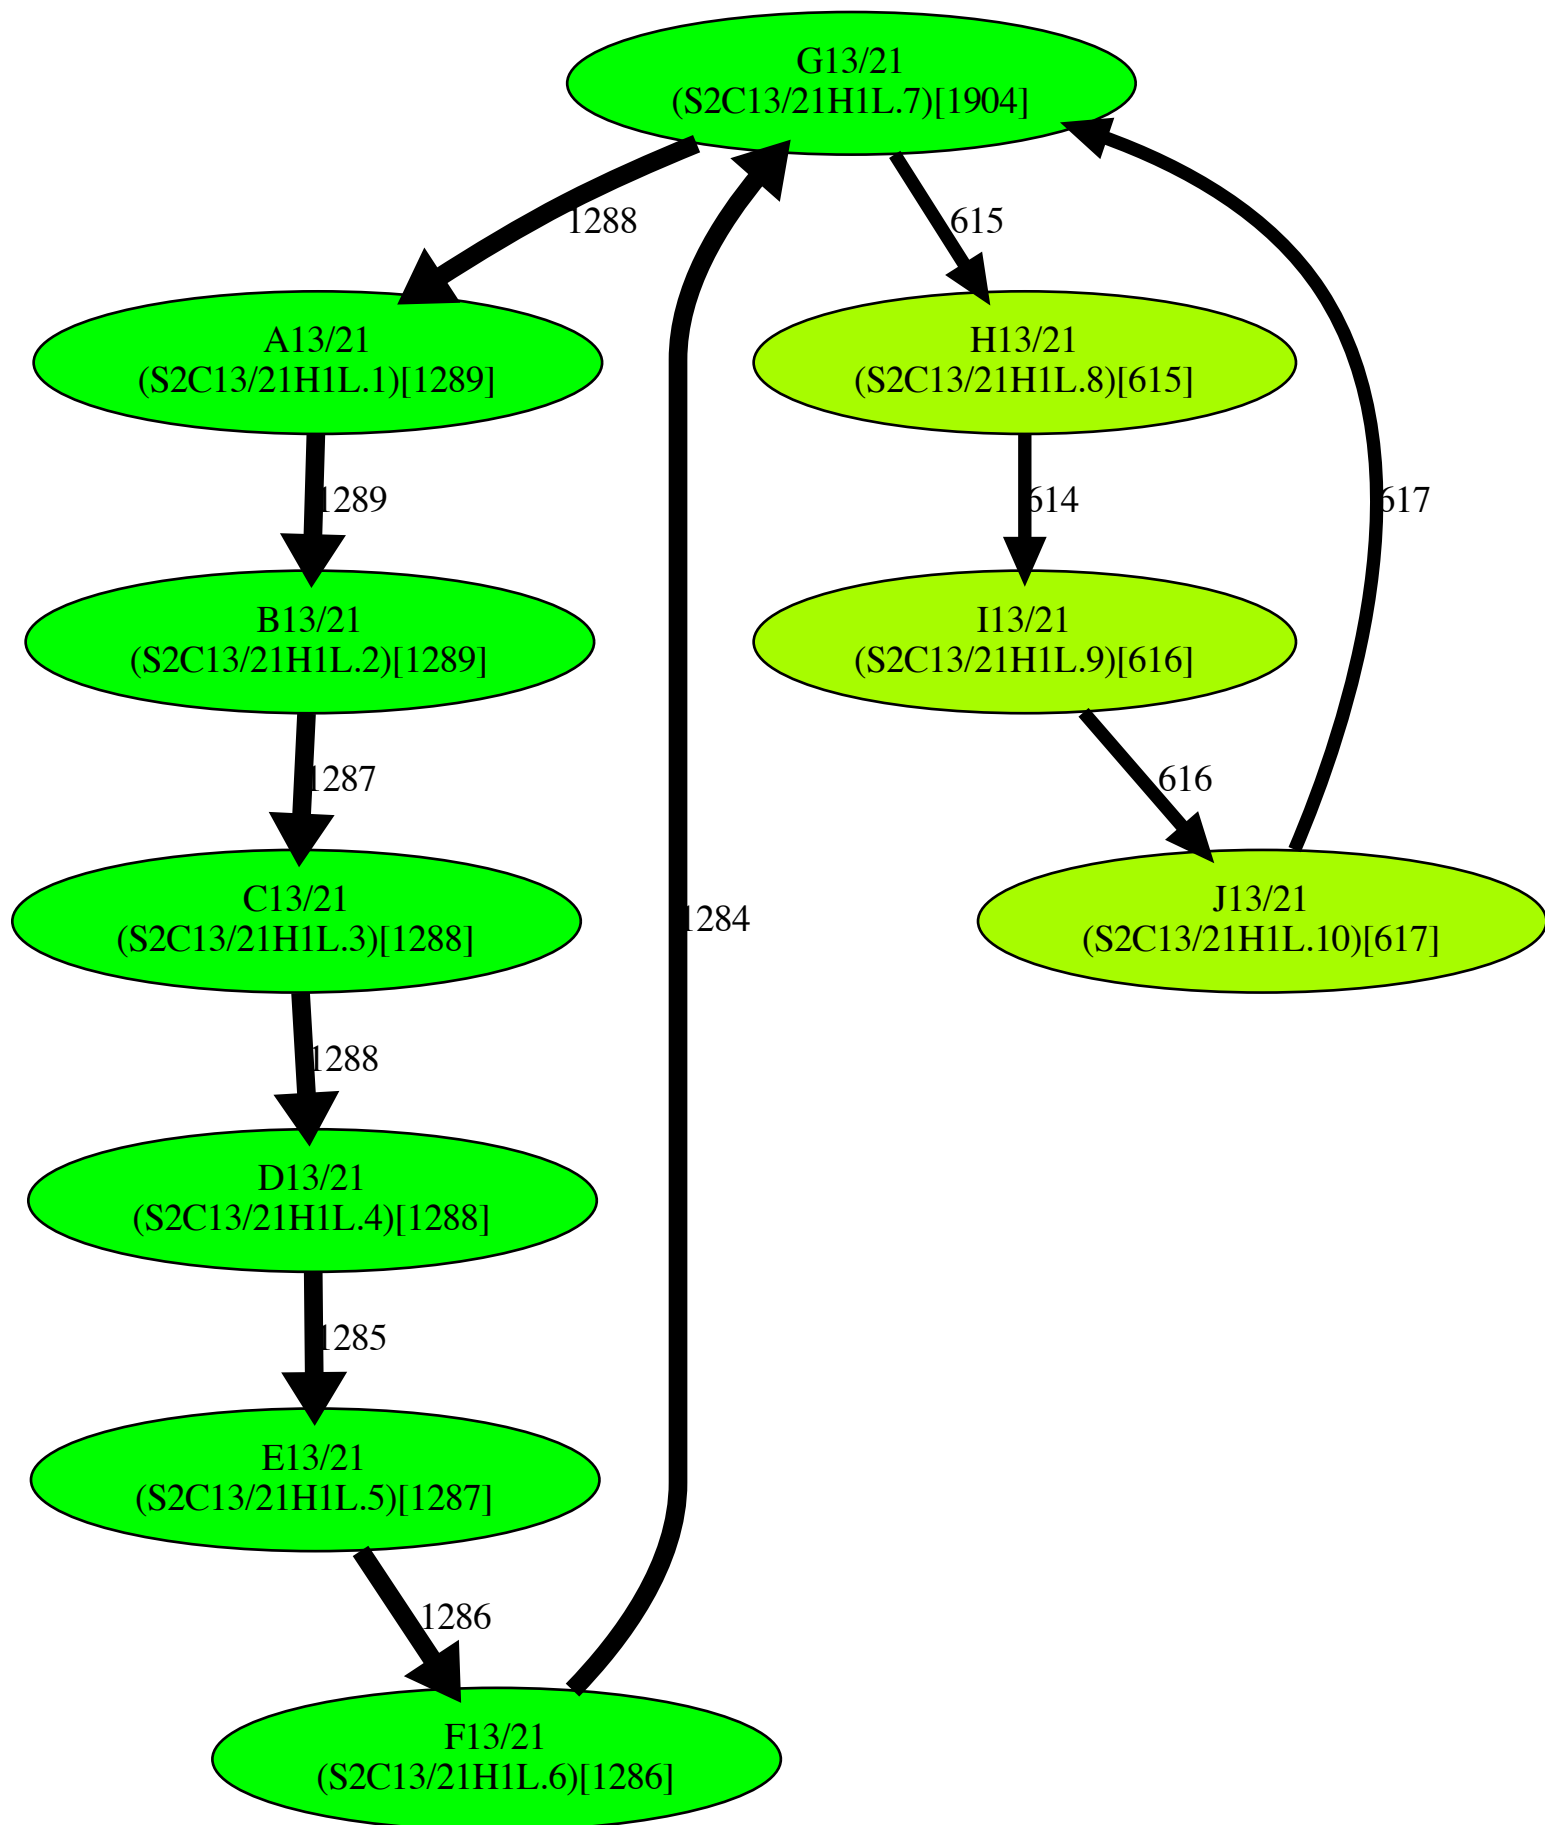 G13/21
(S2C13/21H1L.7)[1904]
1288
615
A13/21
(S2C13/21H1L.1)[1289]
H13/21
(S2C13/21H1L.8)[615]
1289
614
617
B13/21
(S2C13/21H1L.2)[1289]
I13/21
(S2C13/21H1L.9)[616]
1287
616
C13/21
(S2C13/21H1L.3)[1288]
1284
J13/21
(S2C13/21H1L.10)[617]
1288
D13/21
(S2C13/21H1L.4)[1288]
1285
E13/21
(S2C13/21H1L.5)[1287]
1286
F13/21
(S2C13/21H1L.6)[1286]